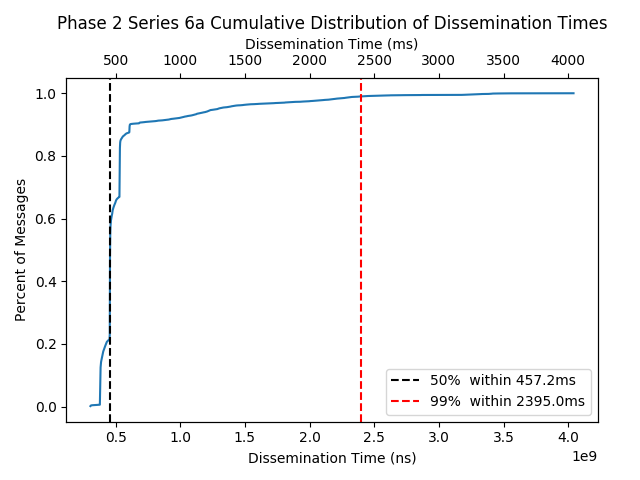 Phase 2 Series 6a Cumulative Distribution of Dissemination Times
Dissemination Time (ms)
500 1000 1500 2000 2500 3000 3500 4000
1.0
0.8
0.6
0.4
0.2
0.0
Percent of Messages
50%  within 457.2ms
99%  within 2395.0ms
0.5 1.0 1.5 2.0 2.5 3.0 3.5 4.0
1e9
Dissemination Time (ns)